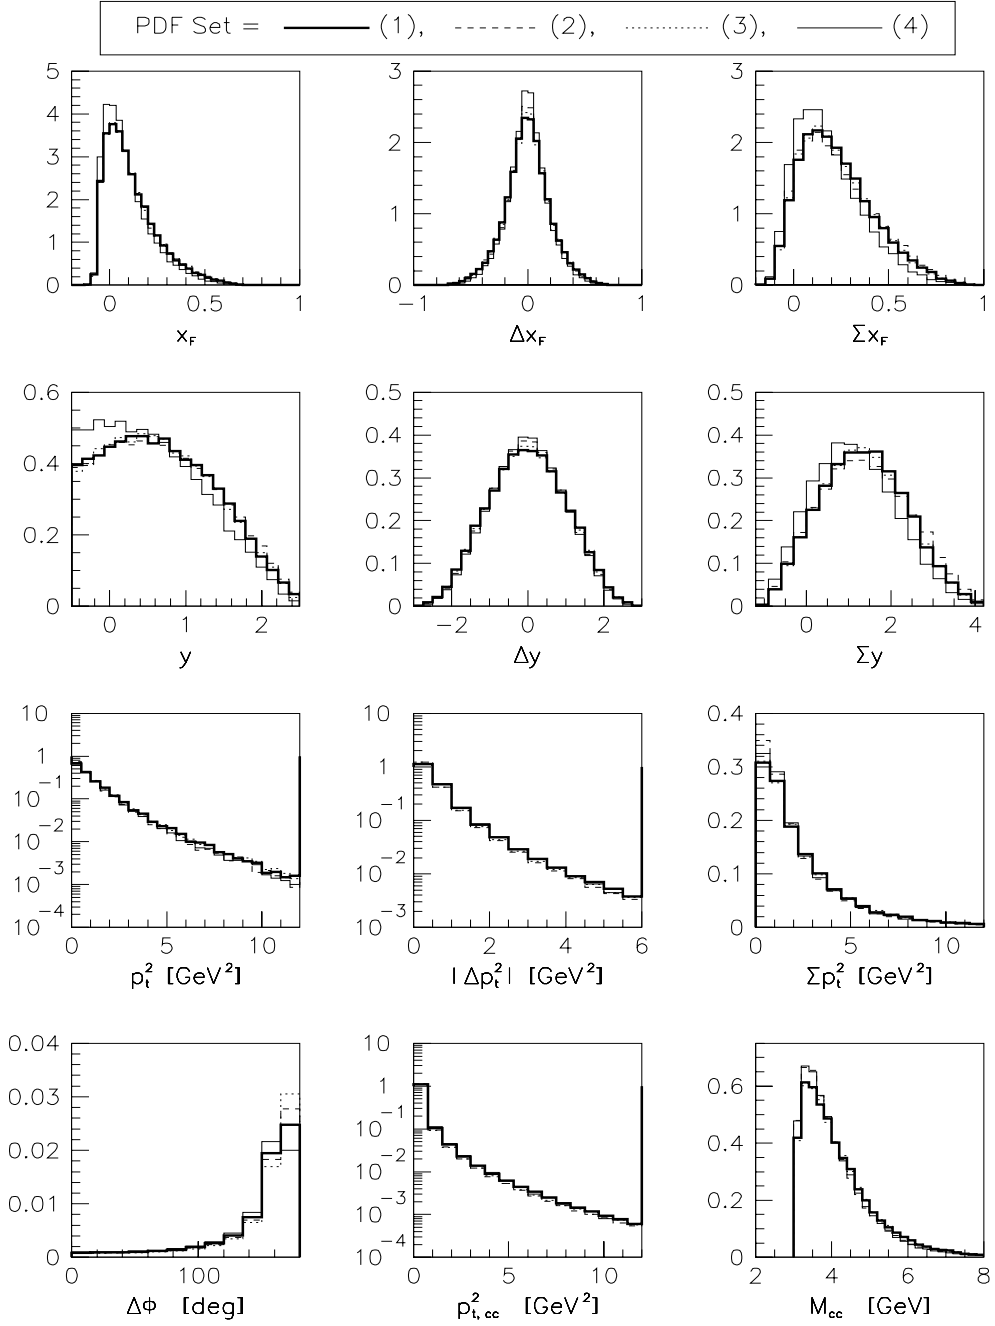 PDF Set = (1), (2), (3), (4)
5
4
3
2
1
0
0 0.5 1
x_F
3
2
1
0
−1 0 1
Δx_F
3
2
1
0
0 0.5 1
Σx_F
0.6
0.4
0.2
0
0 2
y
0.5
0.4
0.3
0.2
0.1
0
−2 0 2
Δy
0.5
0.4
0.3
0.2
0.1
0
0 2 4
Σy
10
1
10^−1
10^−2
10^−3
10^−4
0 5 10
p_t^2 [GeV^2]
10
1
10^−1
10^−2
10^−3
0 2 4 6
|Δp_t^2| [GeV^2]
0.4
0.3
0.2
0.1
0
0 5 10
Σp_t^2 [GeV^2]
0.04
0.03
0.02
0.01
0
0 100
Δϕ [deg]
10
1
10^−1
10^−2
10^−3
10^−4
0 5 10
p_{t,cc}^2 [GeV^2]
0.6
0.4
0.2
0
2 4 6 8
M_cc [GeV]